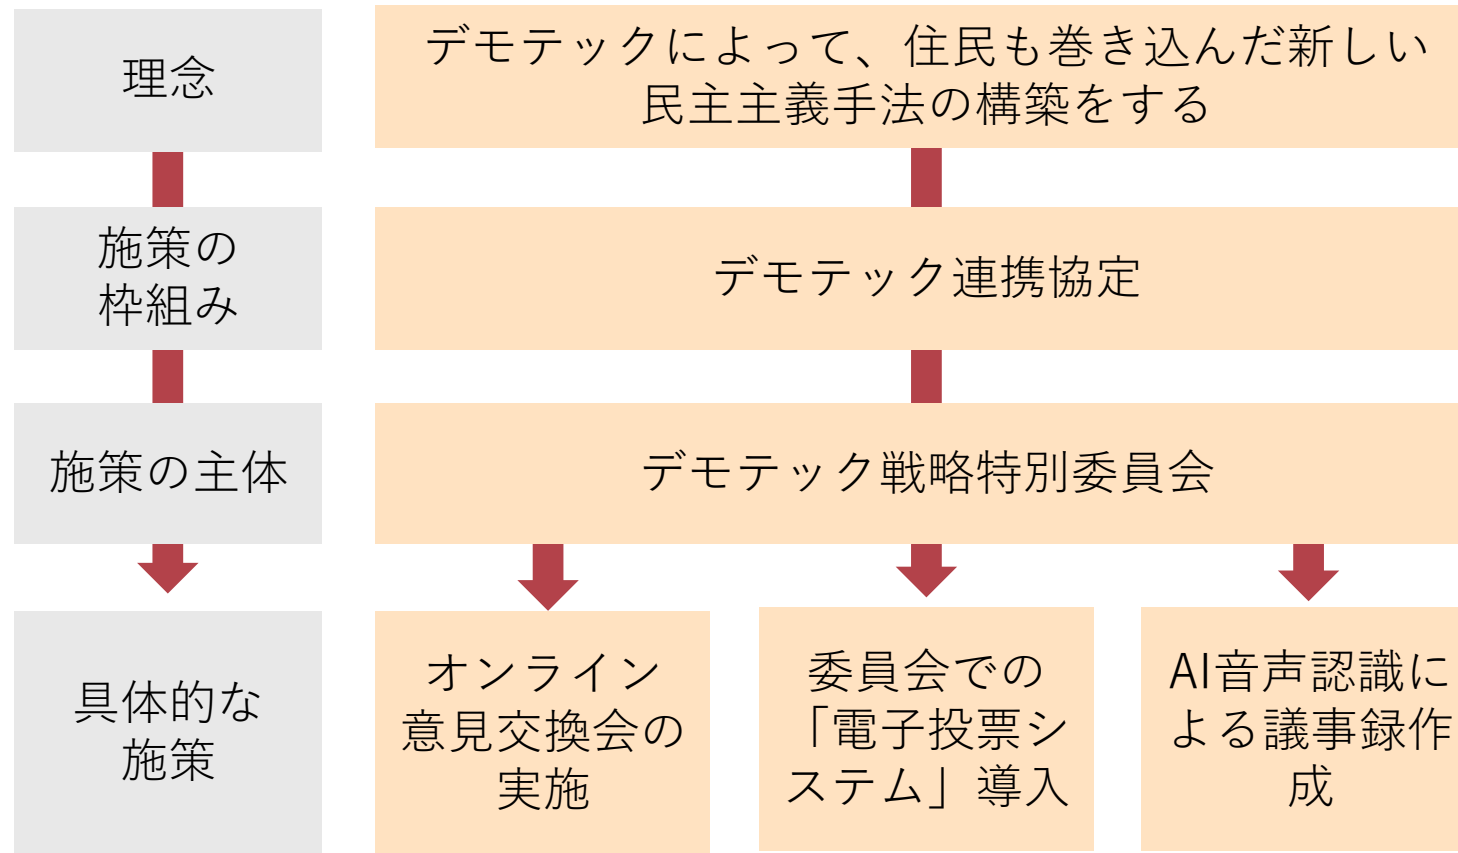 理念
デモテックによって、住民も巻き込んだ新しい
民主主義手法の構築をする
施策の
枠組み
デモテック連携協定
施策の主体
デモテック戦略特別委員会
具体的な
施策
オンライン
意見交換会の
実施
委員会での
「電子投票シ
ステム」導入
AI音声認識に
よる議事録作
成